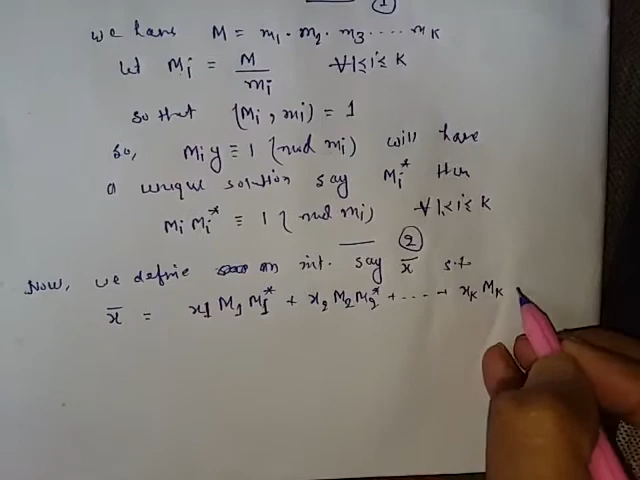 ①
we have M = m₁ · m₂ · m₃ .... mₖ
let Mᵢ = M/mᵢ ∀ 1≤i≤ K
so that (Mᵢ, mᵢ) = 1
so, Mᵢ y ≡ 1 (mod mᵢ) will have
a unique solution say Mᵢ* then
Mᵢ Mᵢ* ≡ 1 (mod mᵢ) ∀ 1≤i≤ K
②
Now, we define an int. say x̄ s.t
x̄ = x₁ M₁ M₁* + x₂ M₂ M₂* + .... + xₖ Mₖ